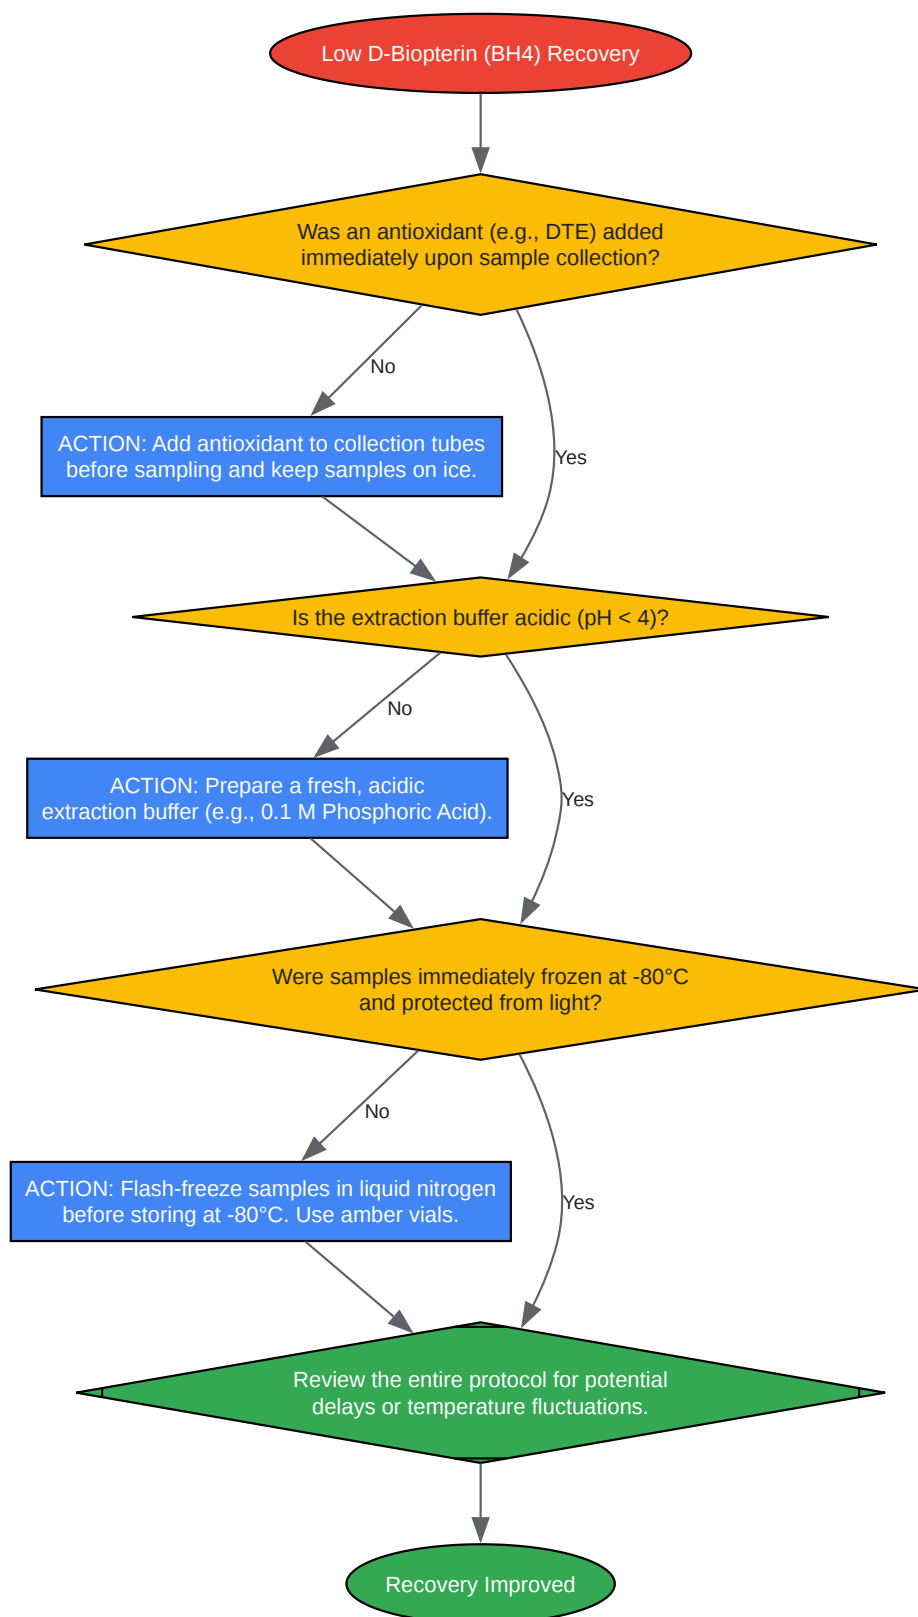 Low D-Biopterin (BH4) Recovery
Was an antioxidant (e.g., DTE) added
immediately upon sample collection?
No
ACTION: Add antioxidant to collection tubes
before sampling and keep samples on ice.
Yes
Is the extraction buffer acidic (pH < 4)?
No
ACTION: Prepare a fresh, acidic
extraction buffer (e.g., 0.1 M Phosphoric Acid).
Yes
Were samples immediately frozen at -80°C
and protected from light?
No
ACTION: Flash-freeze samples in liquid nitrogen
before storing at -80°C. Use amber vials.
Yes
Review the entire protocol for potential
delays or temperature fluctuations.
Recovery Improved